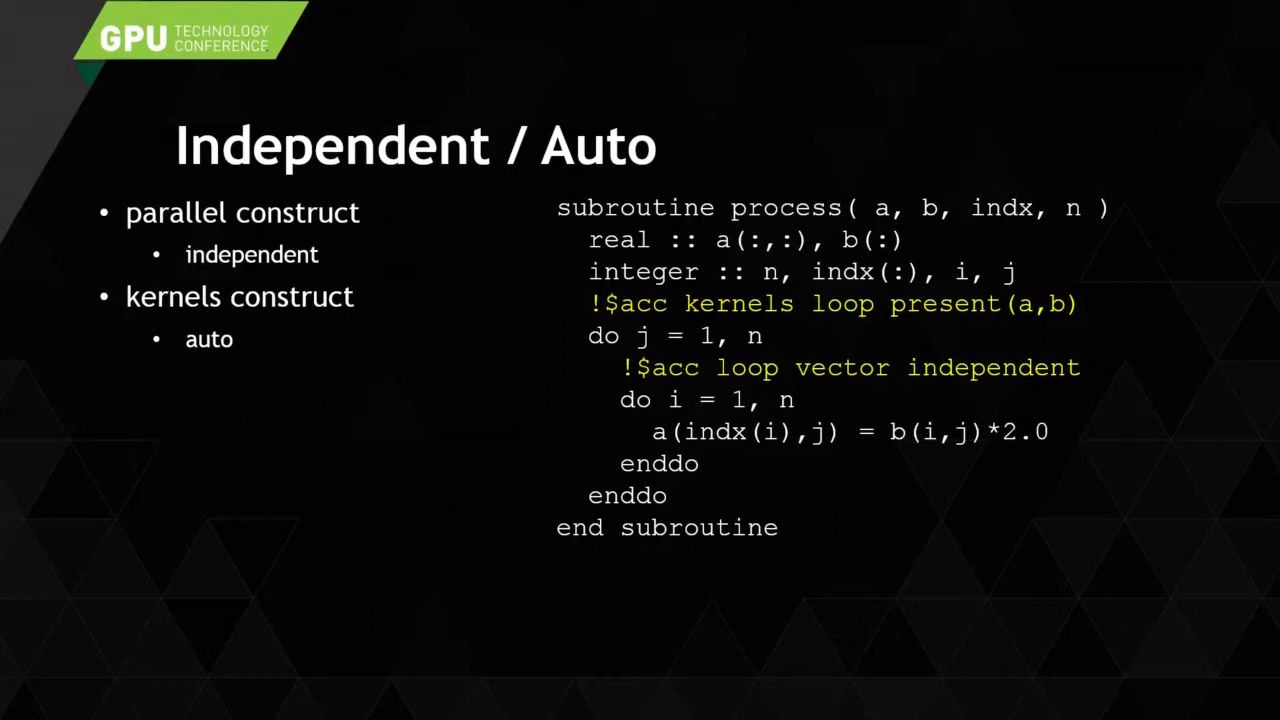 GPU TECHNOLOGY CONFERENCE
Independent / Auto
• parallel construct
• independent
• kernels construct
• auto
subroutine process( a, b, indx, n )
real :: a(:,:), b(:)
integer :: n, indx(:), i, j
!$acc kernels loop present(a,b)
do j = 1, n
!$acc loop vector independent
do i = 1, n
a(indx(i),j) = b(i,j)*2.0
enddo
enddo
end subroutine